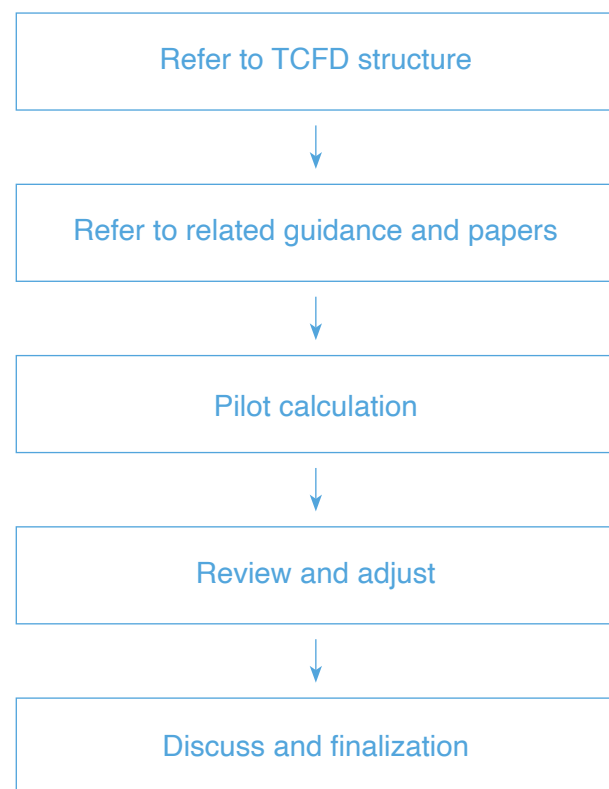 Refer to TCFD structure
Refer to related guidance and papers
Pilot calculation
Review and adjust
Discuss and finalization